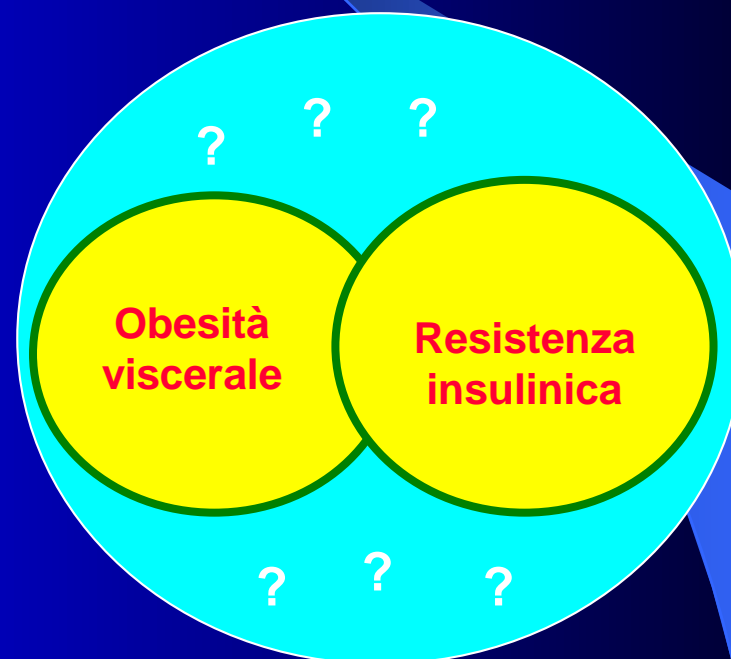 ? ? ?
Obesità
viscerale
Resistenza
insulinica
? ? ?